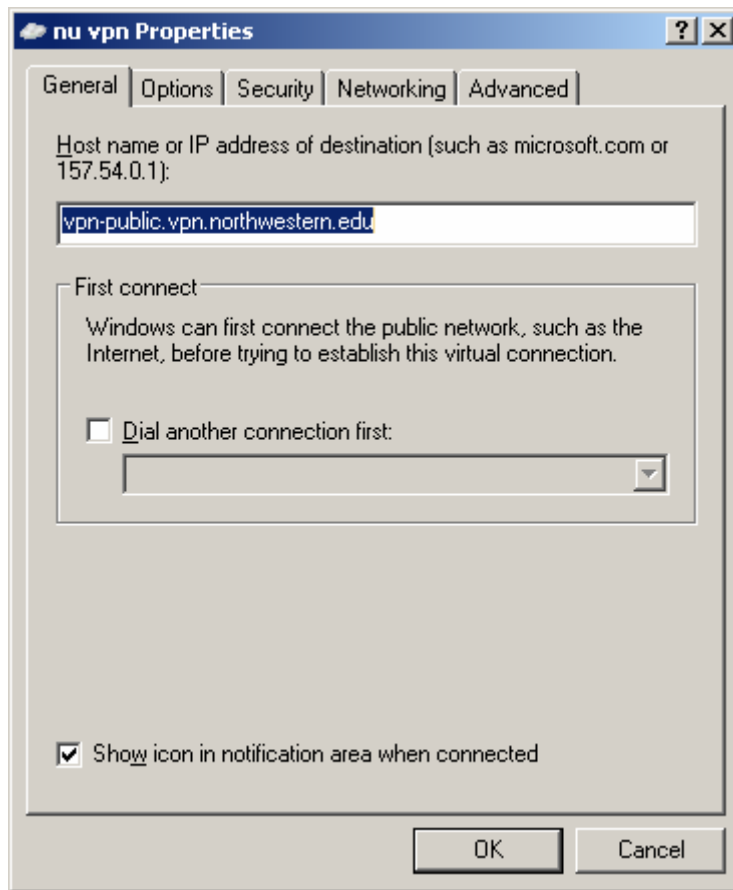 nu vpn Properties
General
Options
Security
Networking
Advanced
Host name or IP address of destination (such as microsoft.com or
157.54.0.1):
vpn-public.vpn.northwestern.edu
First connect
Windows can first connect the public network, such as the
Internet, before trying to establish this virtual connection.
Dial another connection first:
Show icon in notification area when connected
OK
Cancel